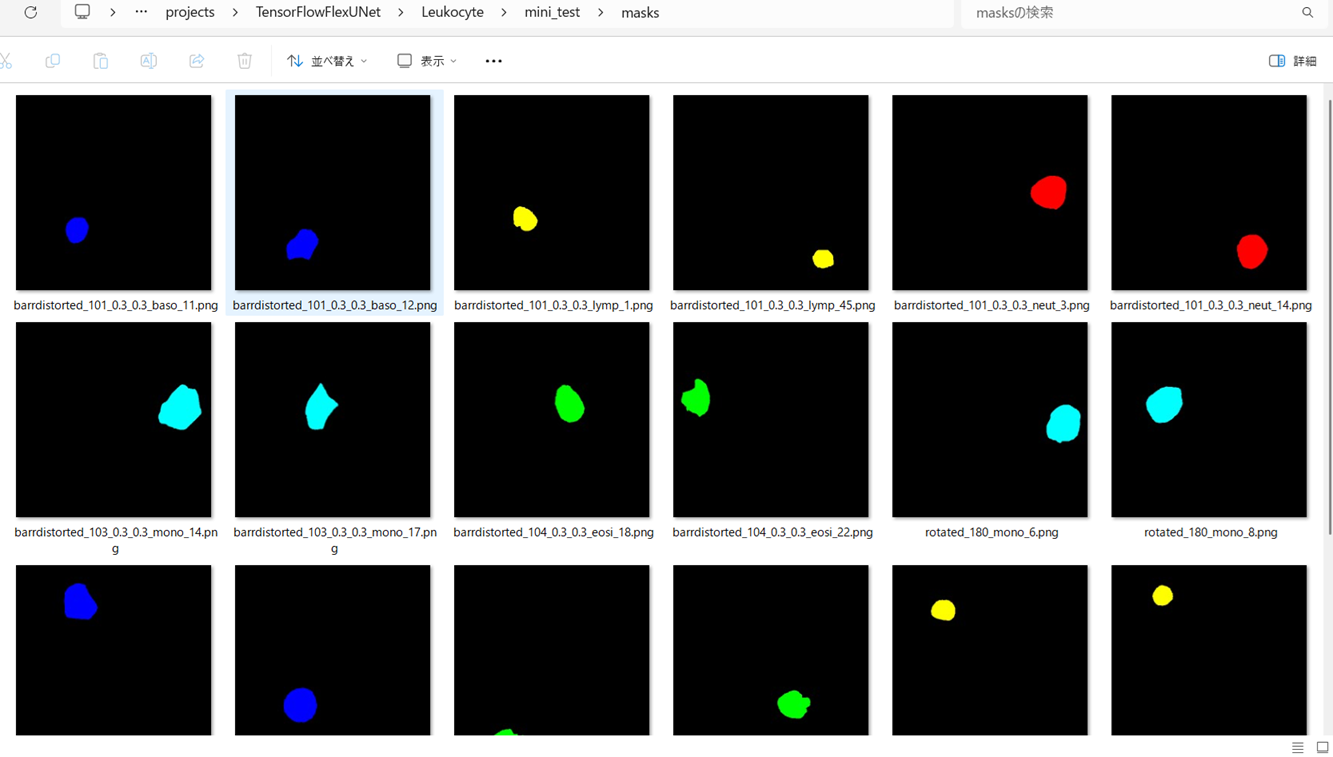 … projects TensorFlowFlexUNet Leukocyte mini_test masks masksの検索
並べ替え 表示 … 詳細
barrdistorted_101_0.3_0.3_baso_11.png barrdistorted_101_0.3_0.3_baso_12.png barrdistorted_101_0.3_0.3_lymp_1.png barrdistorted_101_0.3_0.3_lymp_45.png barrdistorted_101_0.3_0.3_neut_3.png barrdistorted_101_0.3_0.3_neut_14.png
barrdistorted_103_0.3_0.3_mono_14.pn barrdistorted_103_0.3_0.3_mono_17.pn barrdistorted_104_0.3_0.3_eosi_18.png barrdistorted_104_0.3_0.3_eosi_22.png rotated_180_mono_6.png rotated_180_mono_8.png
g g